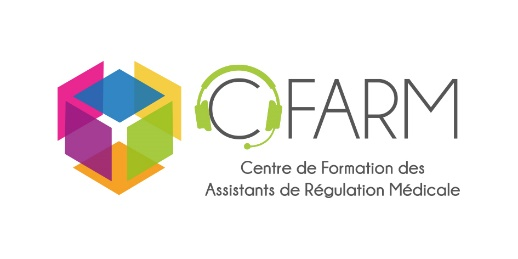 CFARM
Centre de Formation des
Assistants de Régulation Médicale